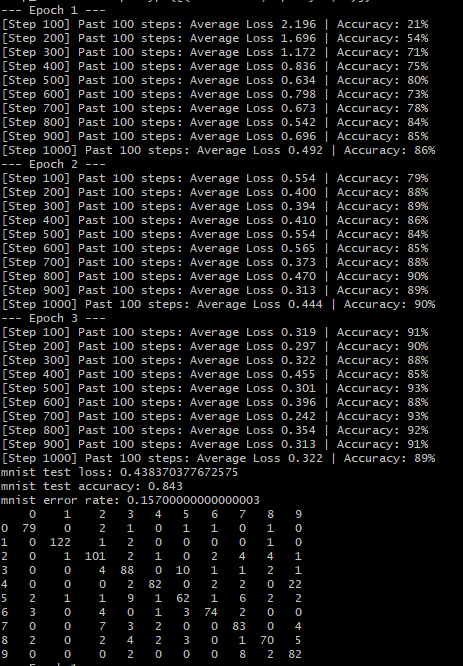 --- Epoch 1 ---
[Step 100] Past 100 steps: Average Loss 2.196 | Accuracy: 21%
[Step 200] Past 100 steps: Average Loss 1.696 | Accuracy: 54%
[Step 300] Past 100 steps: Average Loss 1.172 | Accuracy: 71%
[Step 400] Past 100 steps: Average Loss 0.836 | Accuracy: 75%
[Step 500] Past 100 steps: Average Loss 0.634 | Accuracy: 80%
[Step 600] Past 100 steps: Average Loss 0.798 | Accuracy: 73%
[Step 700] Past 100 steps: Average Loss 0.673 | Accuracy: 78%
[Step 800] Past 100 steps: Average Loss 0.542 | Accuracy: 84%
[Step 900] Past 100 steps: Average Loss 0.696 | Accuracy: 85%
[Step 1000] Past 100 steps: Average Loss 0.492 | Accuracy: 86%
--- Epoch 2 ---
[Step 100] Past 100 steps: Average Loss 0.554 | Accuracy: 79%
[Step 200] Past 100 steps: Average Loss 0.400 | Accuracy: 88%
[Step 300] Past 100 steps: Average Loss 0.394 | Accuracy: 89%
[Step 400] Past 100 steps: Average Loss 0.410 | Accuracy: 86%
[Step 500] Past 100 steps: Average Loss 0.554 | Accuracy: 84%
[Step 600] Past 100 steps: Average Loss 0.565 | Accuracy: 85%
[Step 700] Past 100 steps: Average Loss 0.373 | Accuracy: 88%
[Step 800] Past 100 steps: Average Loss 0.470 | Accuracy: 90%
[Step 900] Past 100 steps: Average Loss 0.313 | Accuracy: 89%
[Step 1000] Past 100 steps: Average Loss 0.444 | Accuracy: 90%
--- Epoch 3 ---
[Step 100] Past 100 steps: Average Loss 0.319 | Accuracy: 91%
[Step 200] Past 100 steps: Average Loss 0.297 | Accuracy: 90%
[Step 300] Past 100 steps: Average Loss 0.322 | Accuracy: 88%
[Step 400] Past 100 steps: Average Loss 0.455 | Accuracy: 85%
[Step 500] Past 100 steps: Average Loss 0.301 | Accuracy: 93%
[Step 600] Past 100 steps: Average Loss 0.396 | Accuracy: 88%
[Step 700] Past 100 steps: Average Loss 0.242 | Accuracy: 93%
[Step 800] Past 100 steps: Average Loss 0.354 | Accuracy: 92%
[Step 900] Past 100 steps: Average Loss 0.313 | Accuracy: 91%
[Step 1000] Past 100 steps: Average Loss 0.322 | Accuracy: 89%
mnist test loss: 0.438370377672575
mnist test accuracy: 0.843
mnist error rate: 0.15700000000000003
0 1 2 3 4 5 6 7 8 9
0 79 0 2 1 0 1 1 0 1 0
1 0 122 1 2 0 1 0 0 1 0
2 0 1 101 2 1 0 2 4 4 1
3 0 0 4 88 0 10 1 1 2 1
4 0 0 0 2 82 0 2 2 0 22
5 2 1 1 9 1 62 1 6 2 2
6 3 0 4 0 1 3 74 2 0 0
7 0 0 7 3 2 0 0 83 0 4
8 2 0 2 4 2 3 0 1 70 5
9 0 0 0 2 0 0 0 8 2 82